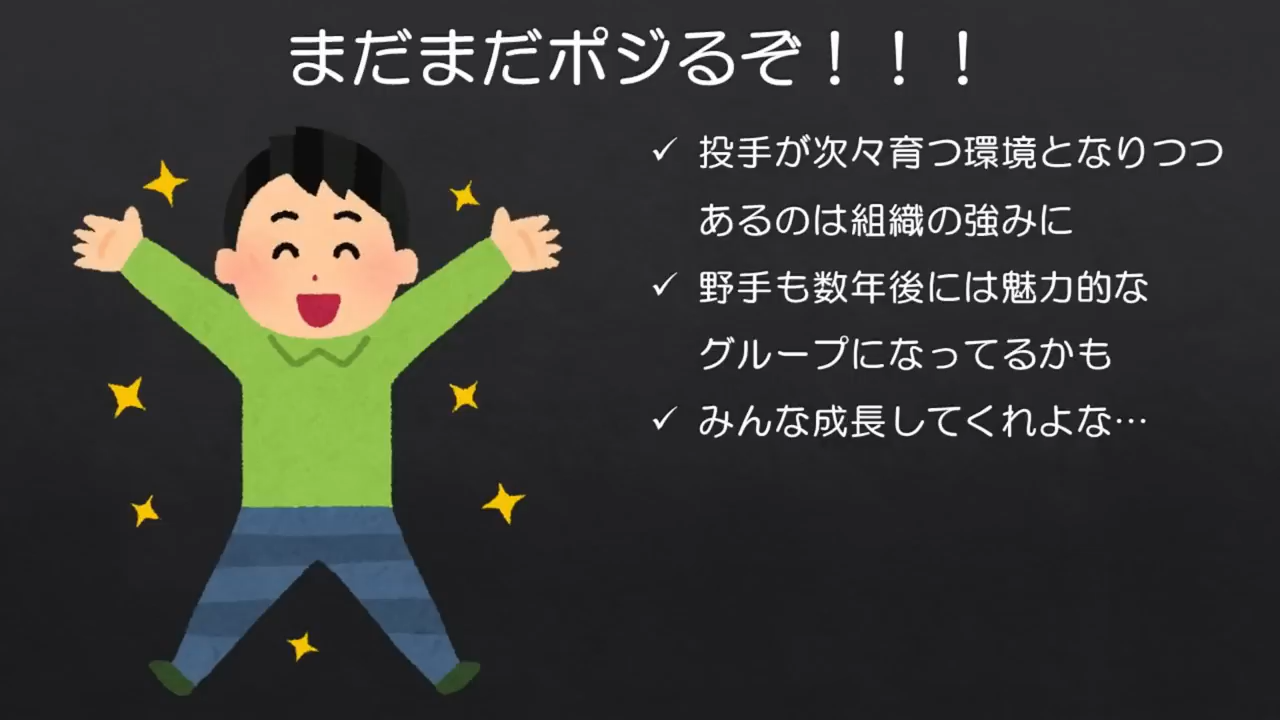 まだまだポジるぞ！！！
✓ 投手が次々育つ環境となりつつ
あるのは組織の強みに
✓ 野手も数年後には魅力的な
グループになってるかも
✓ みんな成長してくれよな…